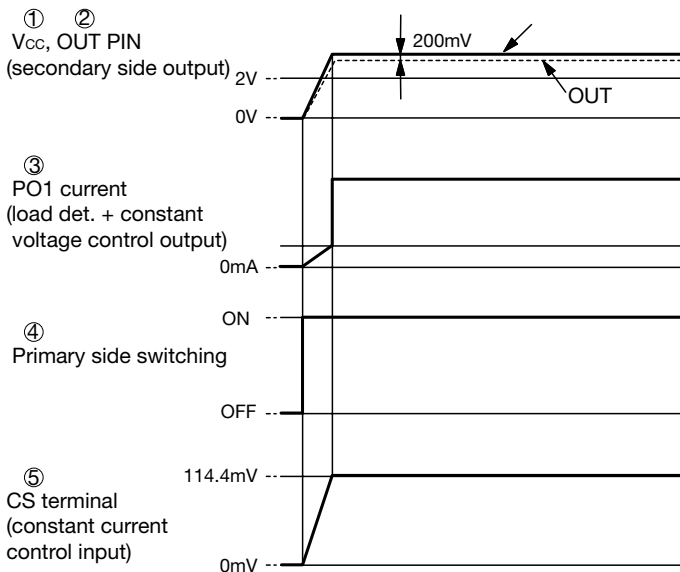 ① ②
Vcc, OUT PIN
(secondary side output)
200mV
2V
OUT
0V
③
PO1 current
(load det. + constant
voltage control output)
0mA
ON
④
Primary side switching
OFF
⑤
114.4mV
CS terminal
(constant current
control input)
0mV